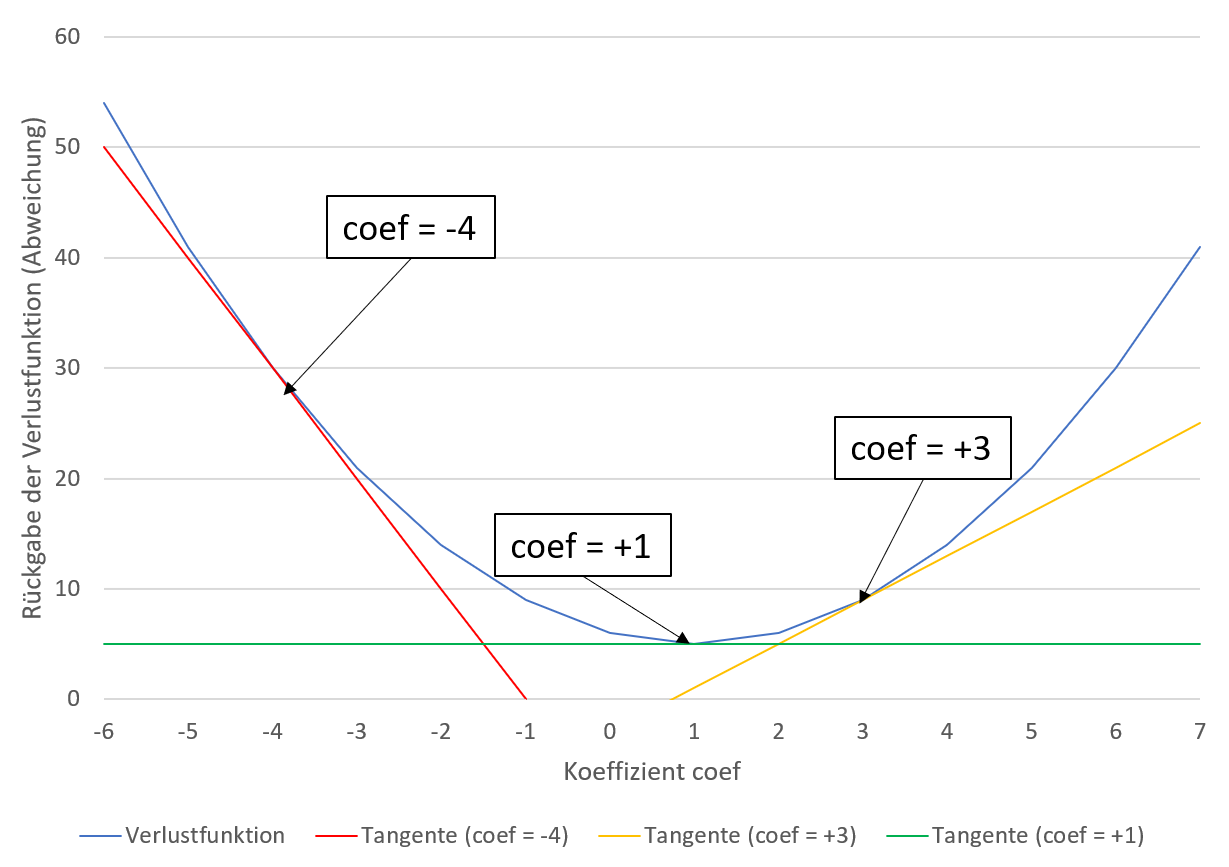 60
50
40
30
20
10
0
Rückgabe der Verlustfunktion (Abweichung)
coef = -4
coef = +3
coef = +1
-6 -5 -4 -3 -2 -1 0 1 2 3 4 5 6 7
Koeffizient coef
Verlustfunktion Tangente (coef = -4) Tangente (coef = +3) Tangente (coef = +1)